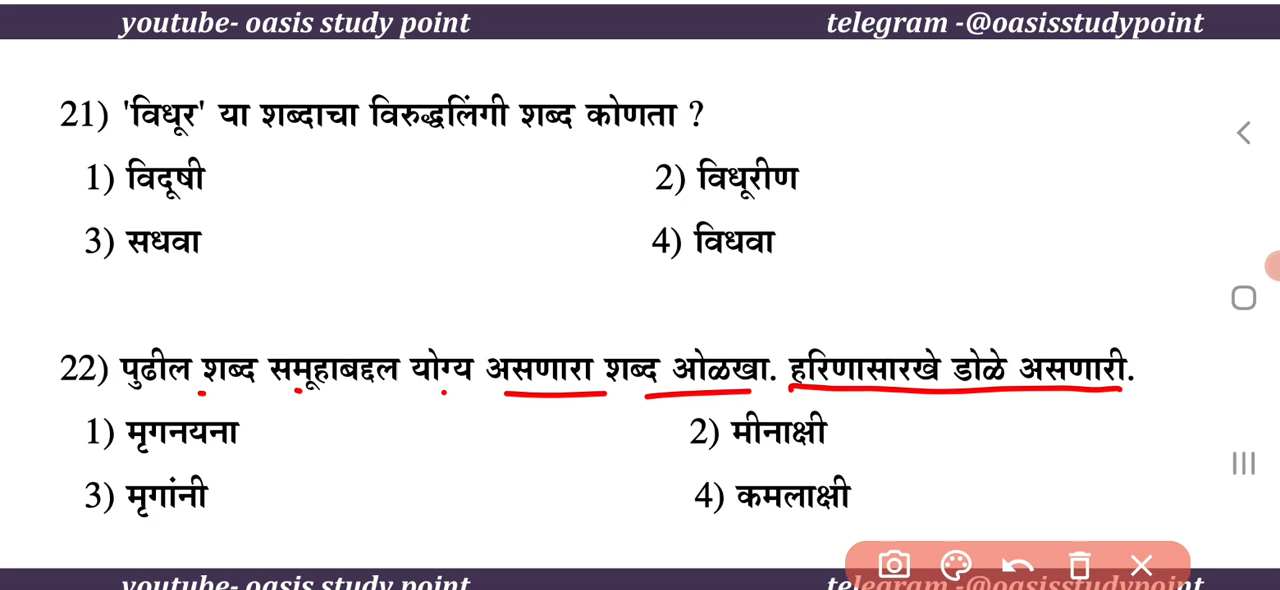 youtube- oasis study point telegram -@oasisstudypoint
21) 'विधूर' या शब्दाचा विरुद्धलिंगी शब्द कोणता ?
1) विदूषी 2) विधूरीण
3) सधवा 4) विधवा
22) पुढील शब्द समूहाबद्दल योग्य असणारा शब्द ओळखा. हरिणासारखे डोळे असणारी.
1) मृगनयना 2) मीनाक्षी
3) मृगांनी 4) कमलाक्षी
youtube- oasis study point telegram -@oasisstudypoint